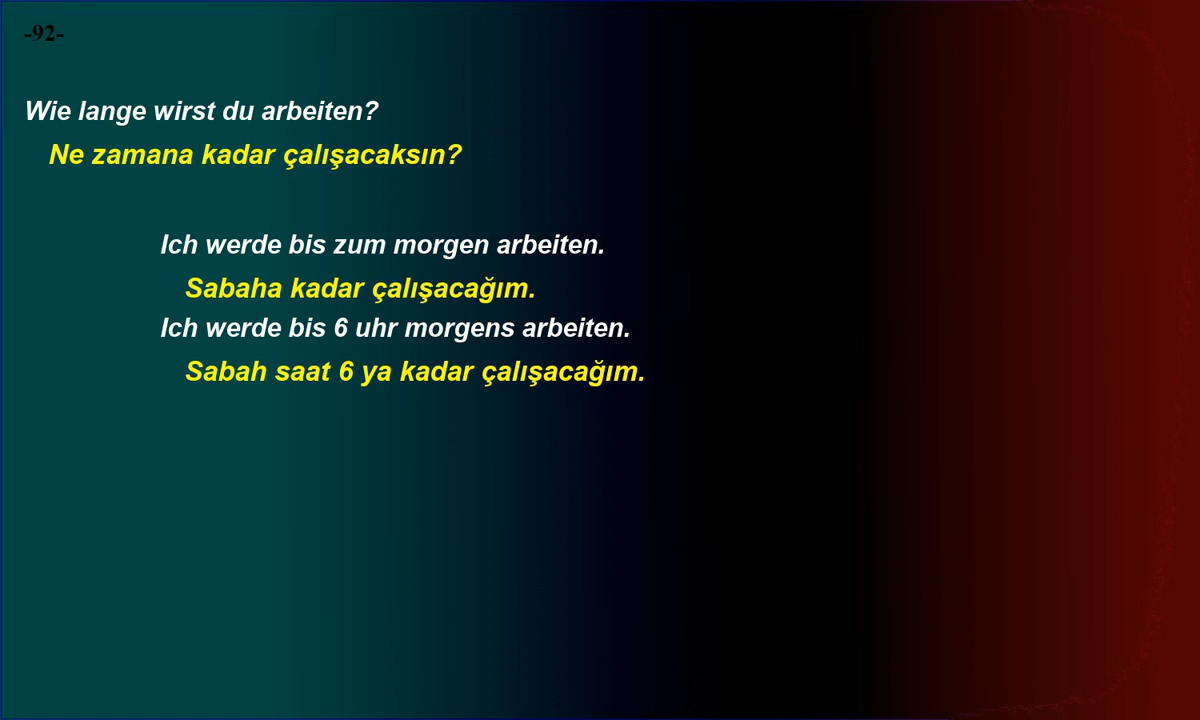 -92-
Wie lange wirst du arbeiten?
Ne zamana kadar çalışacaksın?
Ich werde bis zum morgen arbeiten.
Sabaha kadar çalışacağım.
Ich werde bis 6 uhr morgens arbeiten.
Sabah saat 6 ya kadar çalışacağım.